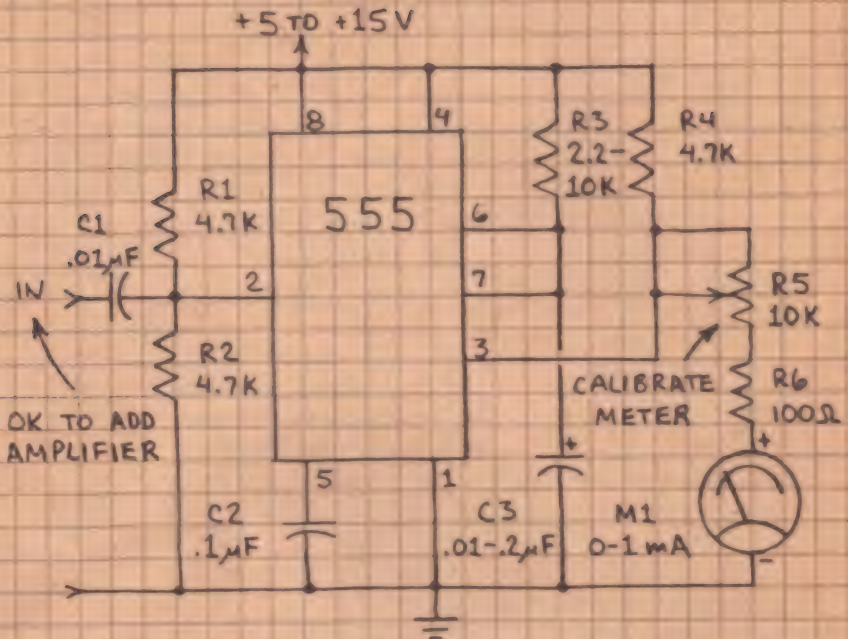 +5 TO +15V
8
4
R1
4.7K
555
R3
2.2-
10K
R4
4.7K
C1
.01µF
6
IN
2
7
R5
10K
R2
4.7K
3
OK TO ADD
AMPLIFIER
CALIBRATE
METER
R6
100Ω
+
+
5
1
C2
.1µF
C3
.01-.2µF
M1
0-1 mA
-